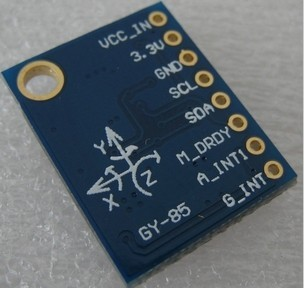 VCC_IN
3.3V
GND
SCL
SDA
M_DRDY
A_INT1
G_INT
Y
X
Z
GY-85